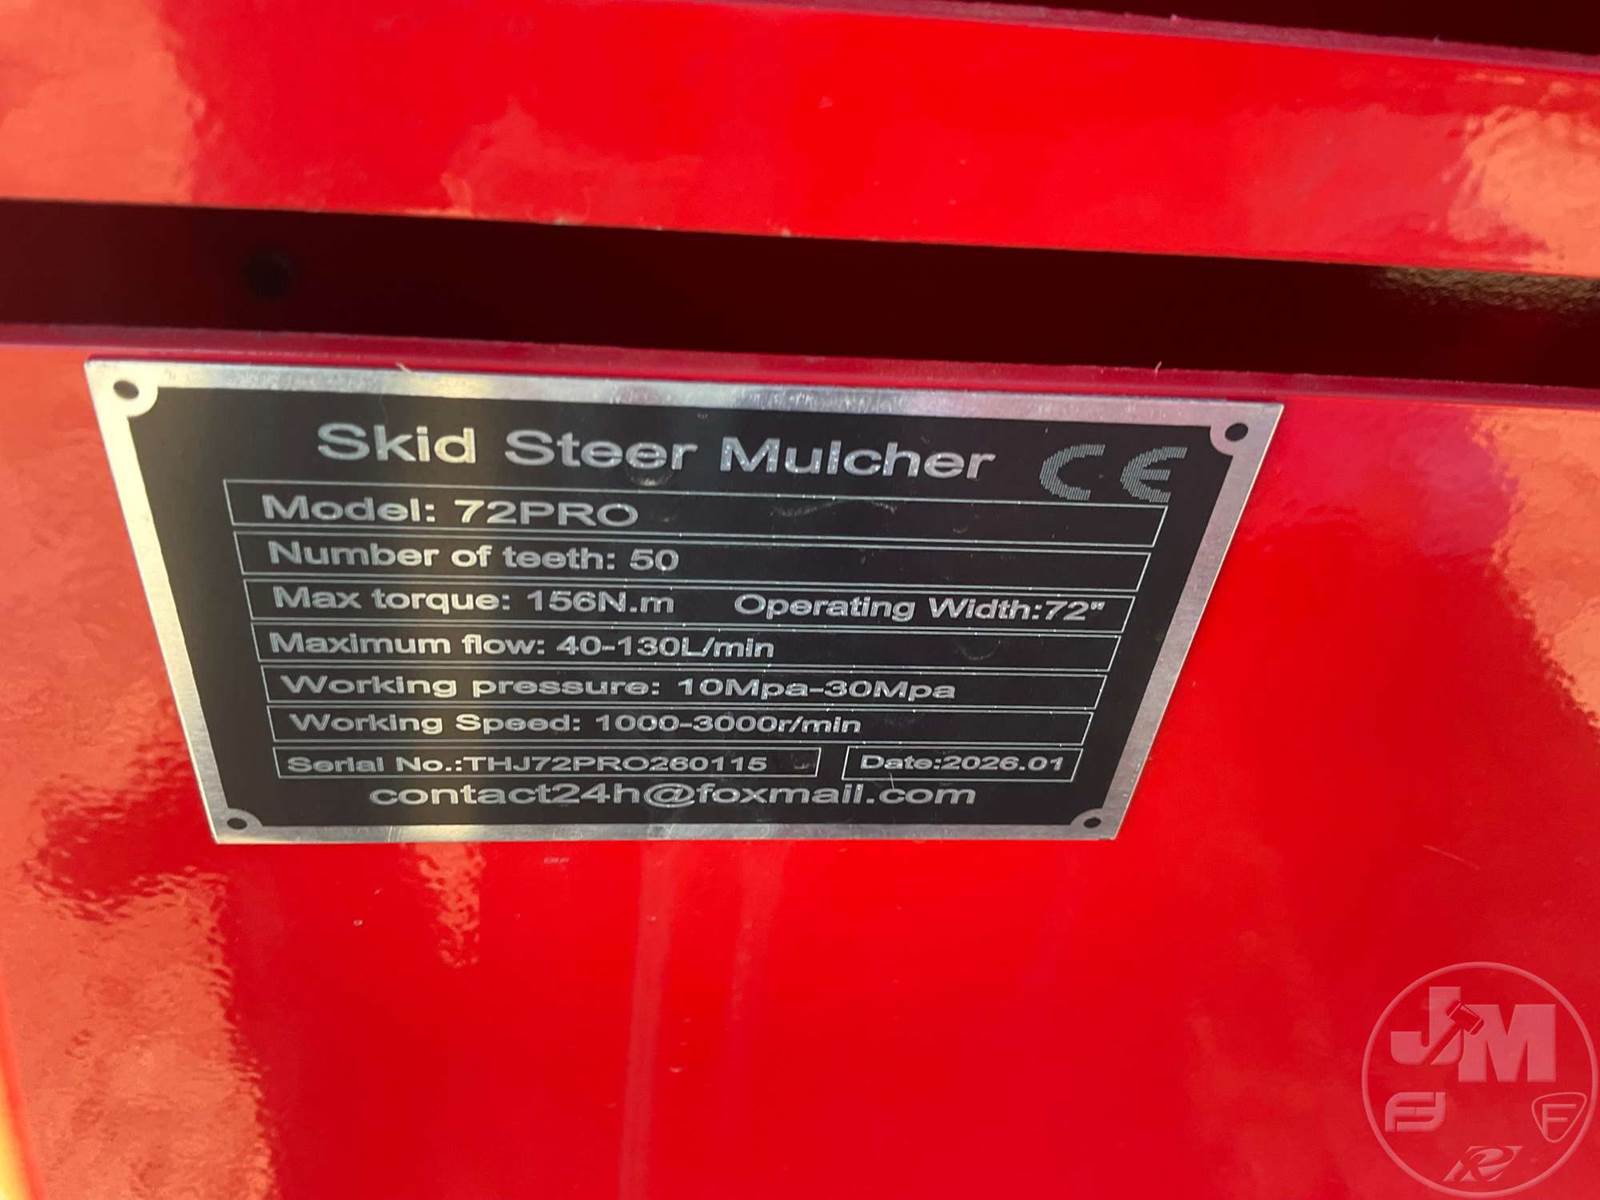 Skid Steer Mulcher CE
Model: 72PRO
Number of teeth: 50
Max torque: 156N.m Operating Width:72"
Maximum flow: 40-130L/min
Working pressure: 10Mpa-30Mpa
Working Speed: 1000-3000r/min
Serial No.:THJ72PRO260115 Date:2026.01
contact24h@foxmail.com
JM
F